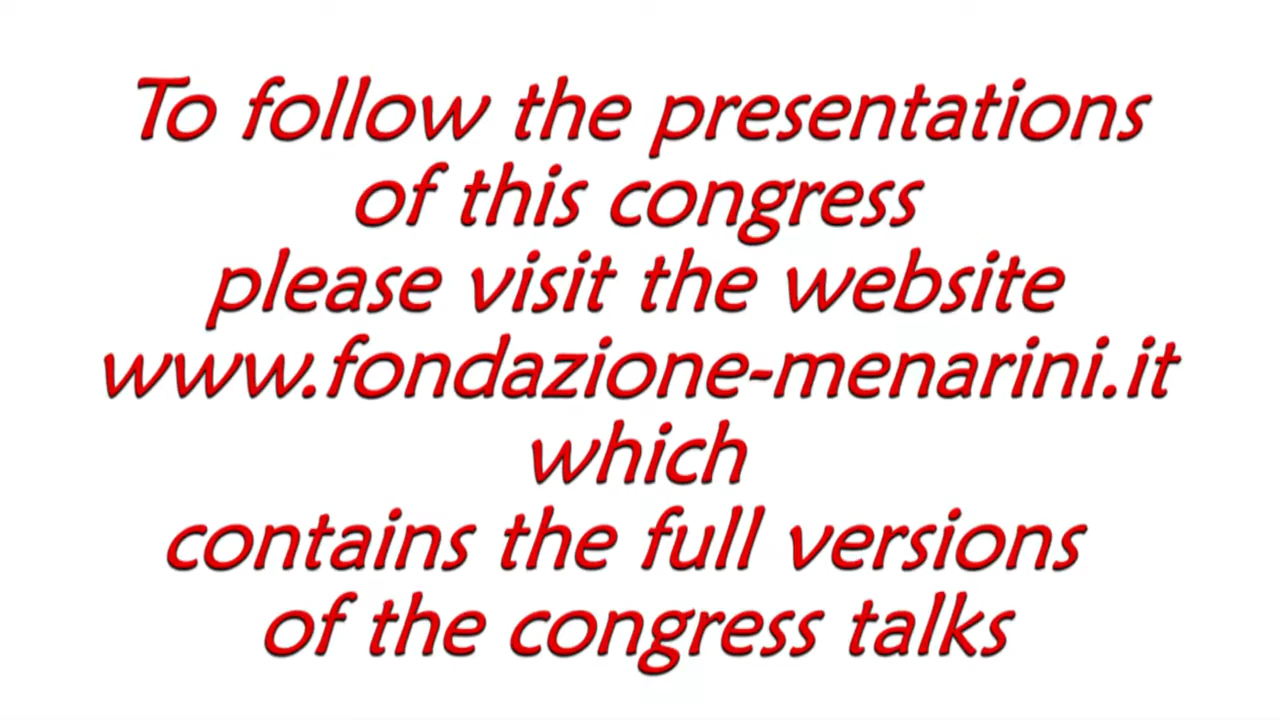 To follow the presentations
of this congress
please visit the website
www.fondazione-menarini.it
which
contains the full versions
of the congress talks